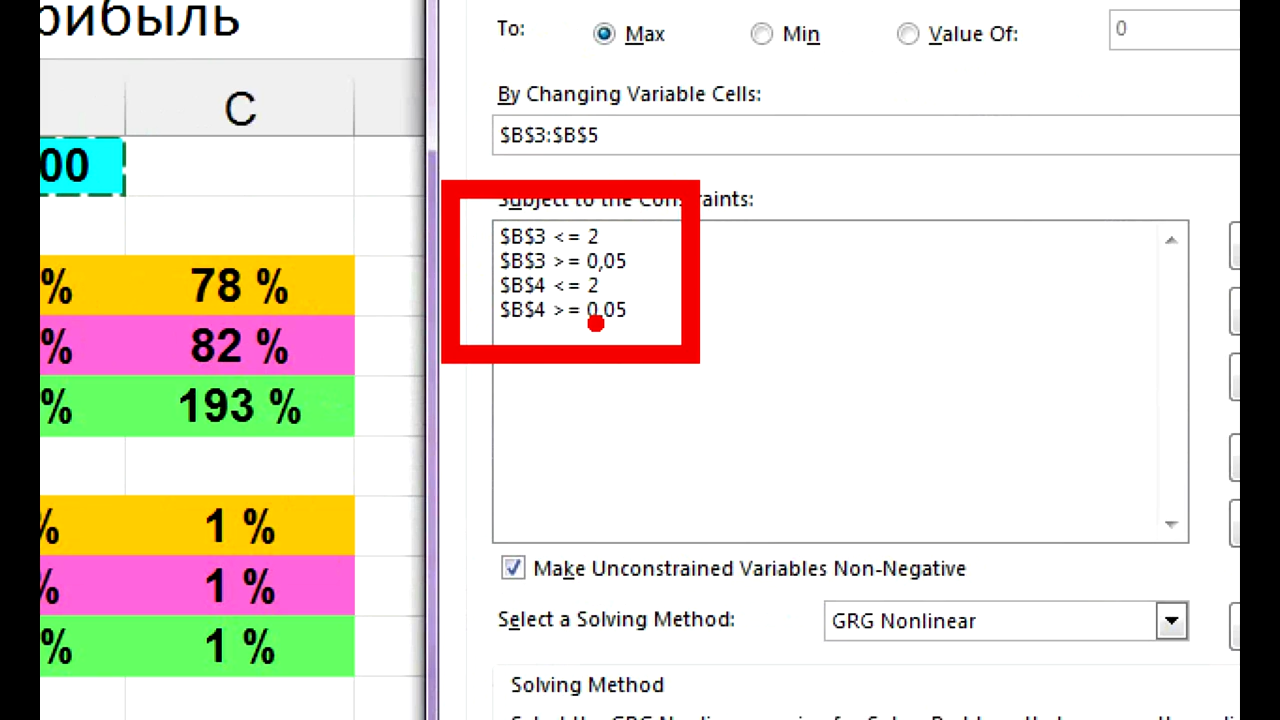 рибыль
C
00
% 78 %
% 82 %
% 193 %
% 1 %
% 1 %
% 1 %
To: Max Min Value Of: 0
By Changing Variable Cells:
$B$3:$B$5
Subject to the Constraints:
$B$3 <= 2
$B$3 >= 0,05
$B$4 <= 2
$B$4 >= 0,05
Make Unconstrained Variables Non-Negative
Select a Solving Method: GRG Nonlinear
Solving Method